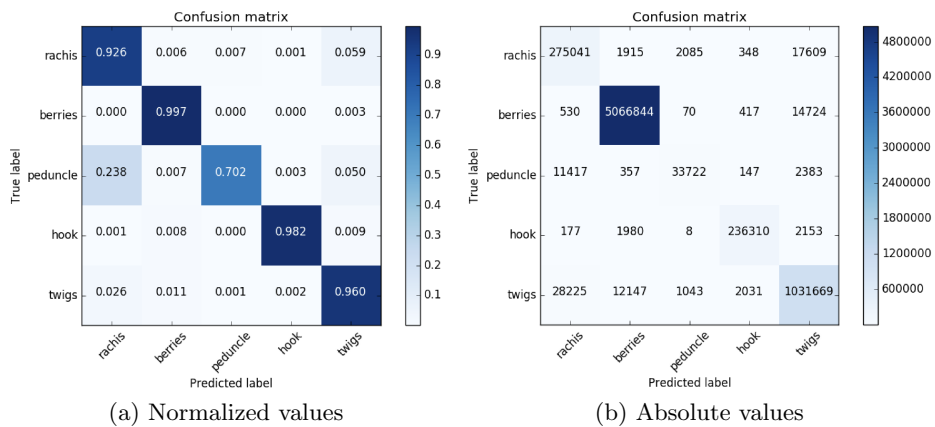 Confusion matrix
rachis 0.926 0.006 0.007 0.001 0.059
berries 0.000 0.997 0.000 0.000 0.003
peduncle 0.238 0.007 0.702 0.003 0.050
hook 0.001 0.008 0.000 0.982 0.009
twigs 0.026 0.011 0.001 0.002 0.960
True label
rachis berries peduncle hook twigs
Predicted label
0.9
0.8
0.7
0.6
0.5
0.4
0.3
0.2
0.1
(a) Normalized values
Confusion matrix
rachis 275041 1915 2085 348 17609
berries 530 5066844 70 417 14724
peduncle 11417 357 33722 147 2383
hook 177 1980 8 236310 2153
twigs 28225 12147 1043 2031 1031669
True label
rachis berries peduncle hook twigs
Predicted label
4800000
4200000
3600000
3000000
2400000
1800000
1200000
600000
(b) Absolute values